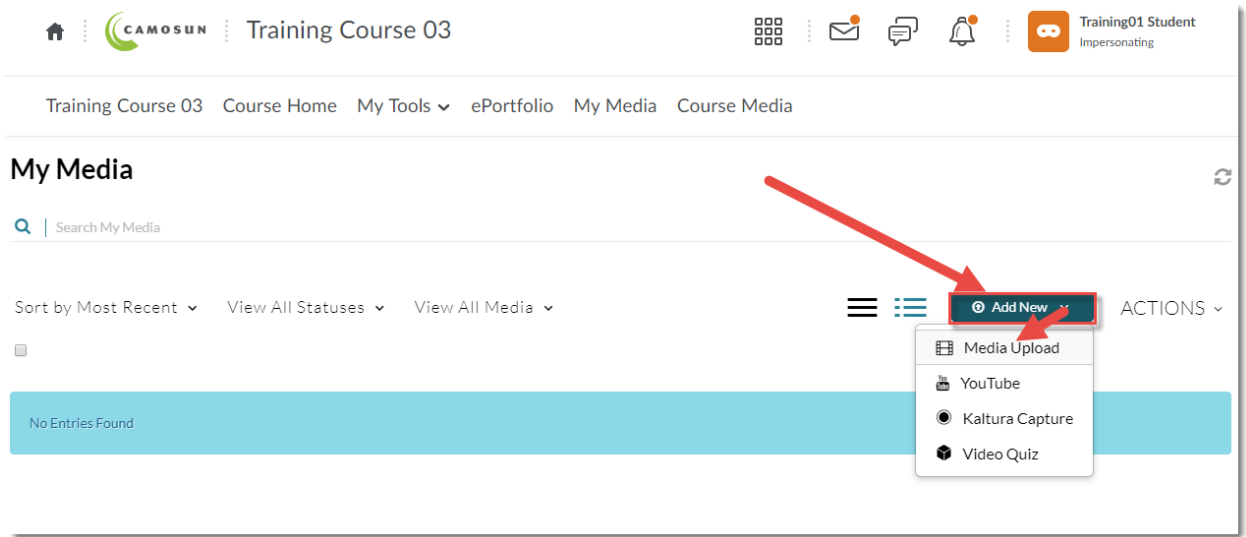 CAMOSUN Training Course 03
Training01 Student
Impersonating
Training Course 03 Course Home My Tools ePortfolio My Media Course Media
My Media
Search My Media
Sort by Most Recent View All Statuses View All Media Add New ACTIONS
Media Upload
You Tube YouTube
No Entries Found Kaltura Capture
Video Quiz